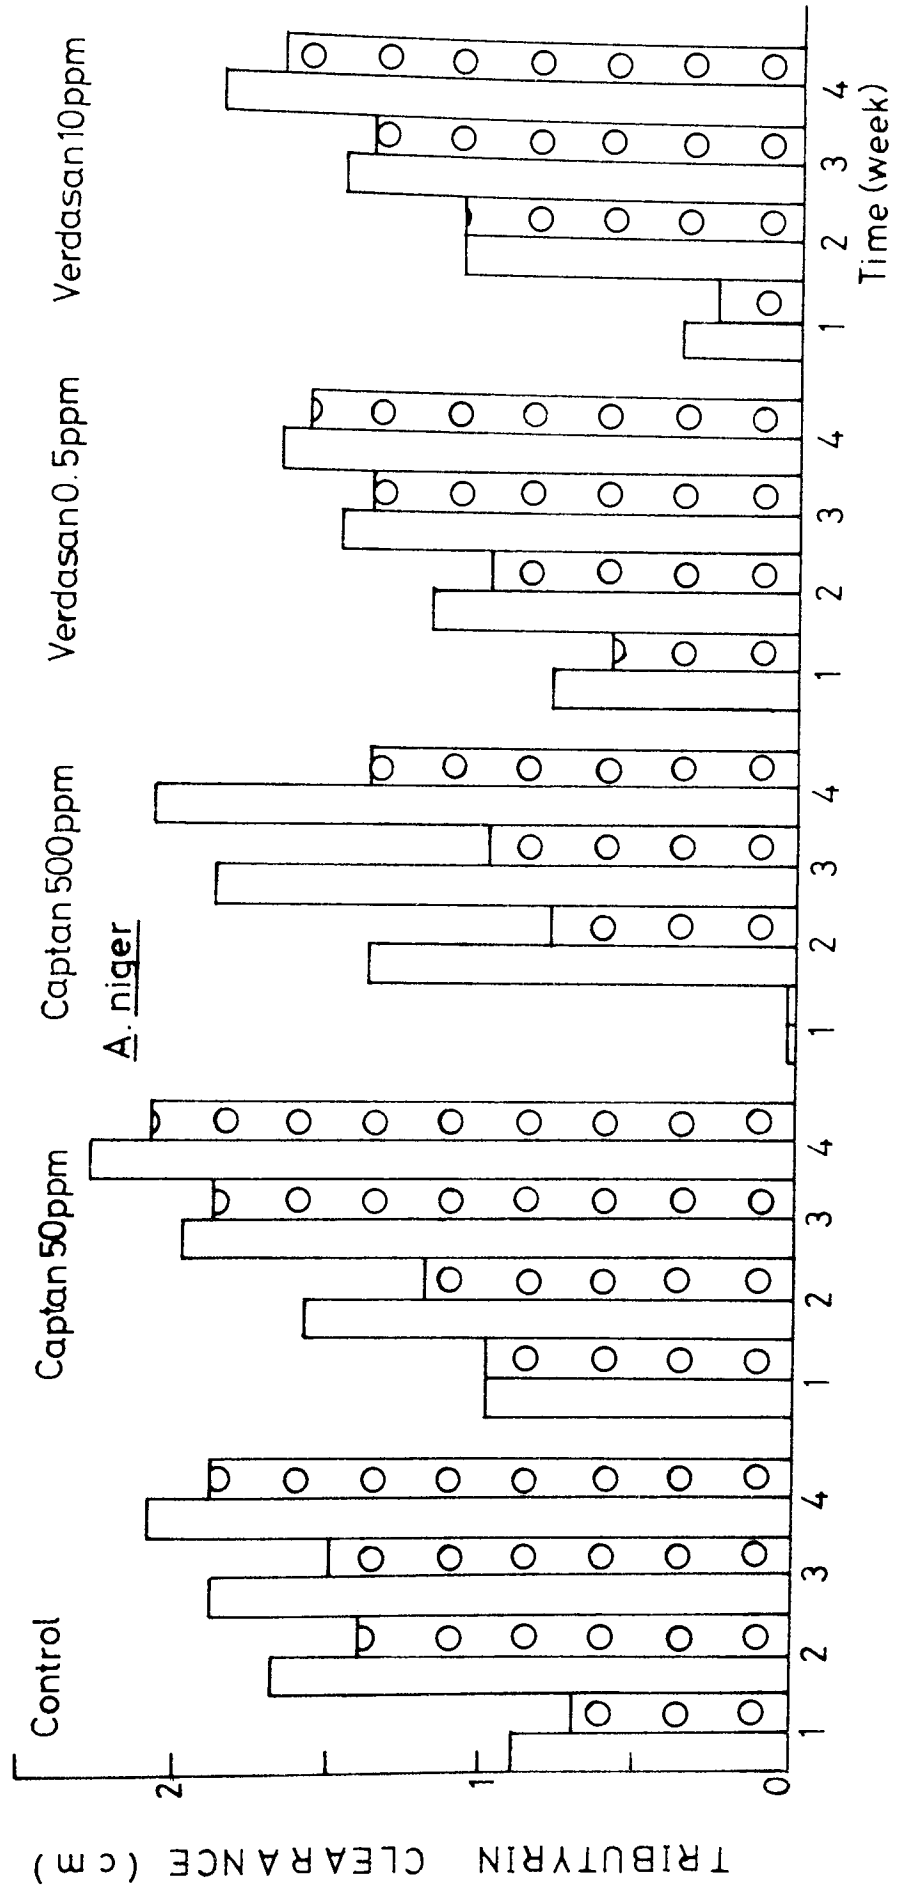 Control
Captan 50ppm
Captan 500ppm
Verdasan 0.5ppm
Verdasan 10ppm
A. niger
TRIBUTYRIN CLEARANCE (cm)
2
1
0
1 2 3 4 1 2 3 4 1 2 3 4 1 2 3 4 1 2 3 4
Time (week)